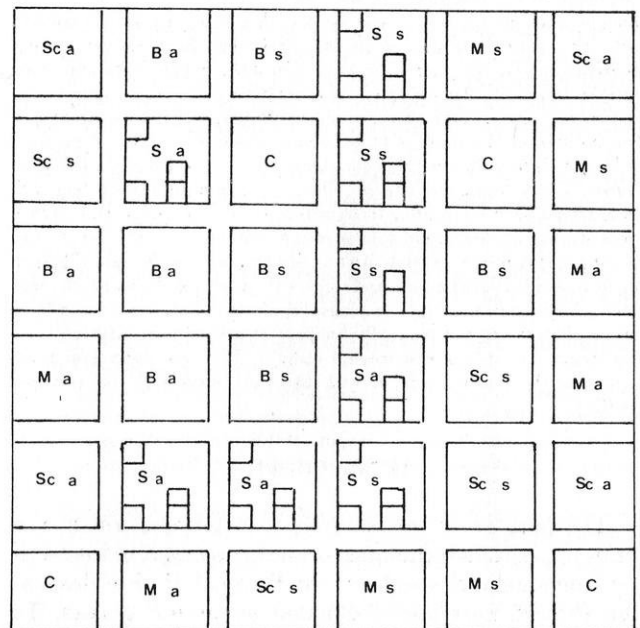 Sc a B a B s S s M s Sc a
Sc s S a C S s C M s
B a B a B s S s B s M a
M a B a B s S a Sc s M a
Sc a S a S a S s Sc s Sc a
C M a Sc s M s M s C